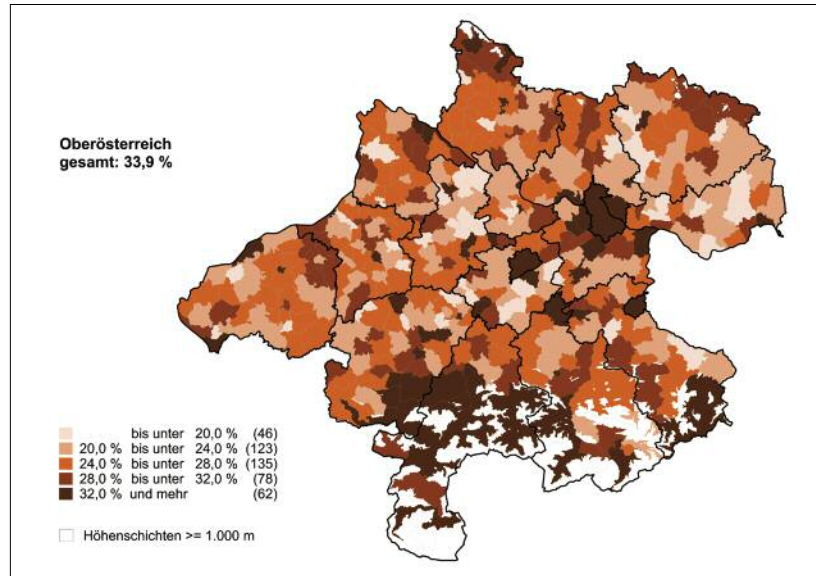 Oberösterreich
gesamt: 33,9 %
bis unter 20,0 % (46)
20,0 % bis unter 24,0 % (123)
24,0 % bis unter 28,0 % (135)
28,0 % bis unter 32,0 % (78)
32,0 % und mehr (62)
Höhenschichten >= 1.000 m